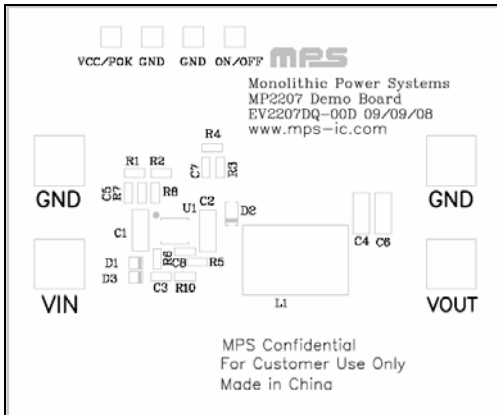 VCC/POK GND GND ON/OFF
mps
Monolithic Power Systems
MP2207 Demo Board
EV2207DQ-00D 09/09/08
www.mps-ic.com
R4
C7 R3
R1 R2
C5 R7 R8
GND
GND
C1 U1 C2 D2
C4 C6
R6 C8 R5
D1
D3
C3 R10
L1
VIN
VOUT
MPS Confidential
For Customer Use Only
Made in China